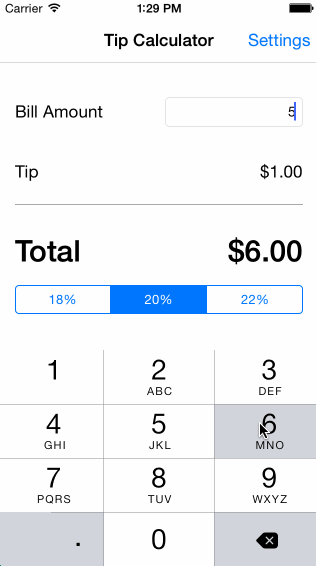 Carrier 1:29 PM
Tip Calculator Settings
Bill Amount 5
Tip $1.00
Total $6.00
18% 20% 22%
1 2 3
ABC DEF
4 5 6
GHI JKL MNO
7 8 9
PQRS TUV WXYZ
. 0